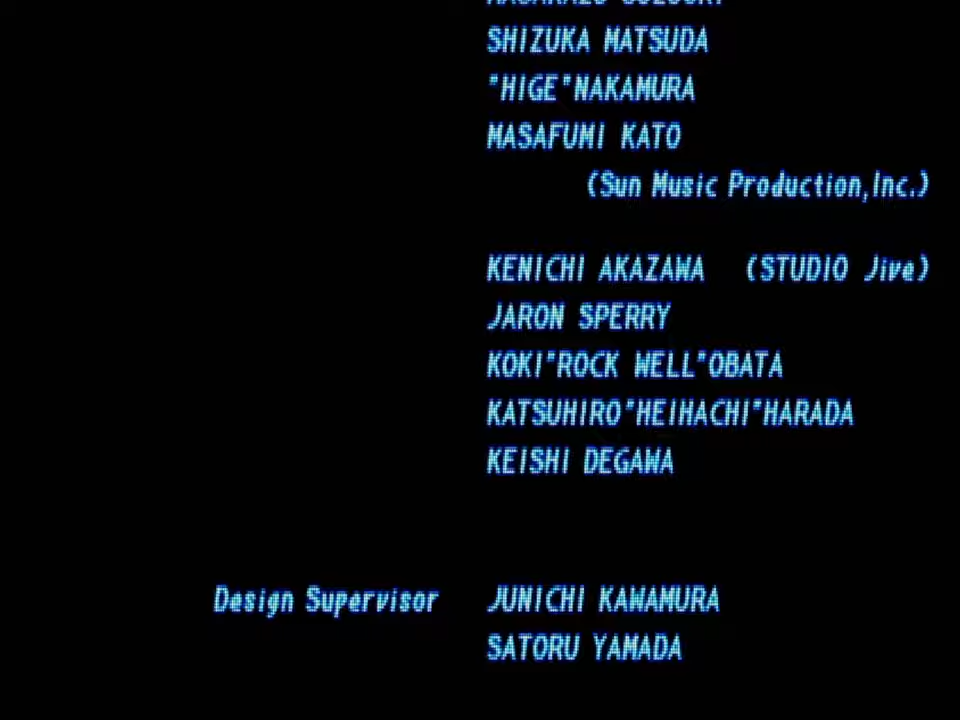 SHIZUKA MATSUDA
"HIGE"NAKAMURA
MASAFUMI KATO
(Sun Music Production,Inc.)
KENICHI AKAZAWA (STUDIO Jive)
JARON SPERRY
KOKI"ROCK WELL"OBATA
KATSUHIRO"HEIHACHI"HARADA
KEISHI DEGAWA
Design Supervisor JUNICHI KAWAMURA
SATORU YAMADA